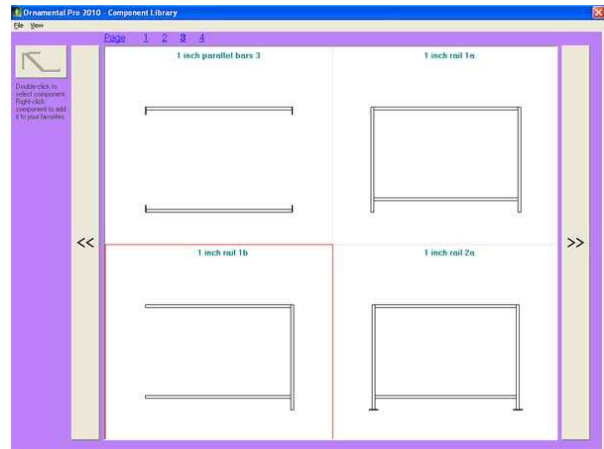 Ornamental Pro 2010 - Component Library
File View
Page 1 2 3 4
Double-click to
select component.
Right-click
component to add
it to your favorites.
<<
>>
1 inch parallel bars 3
1 inch rail 1a
1 inch rail 1b
1 inch rail 2a